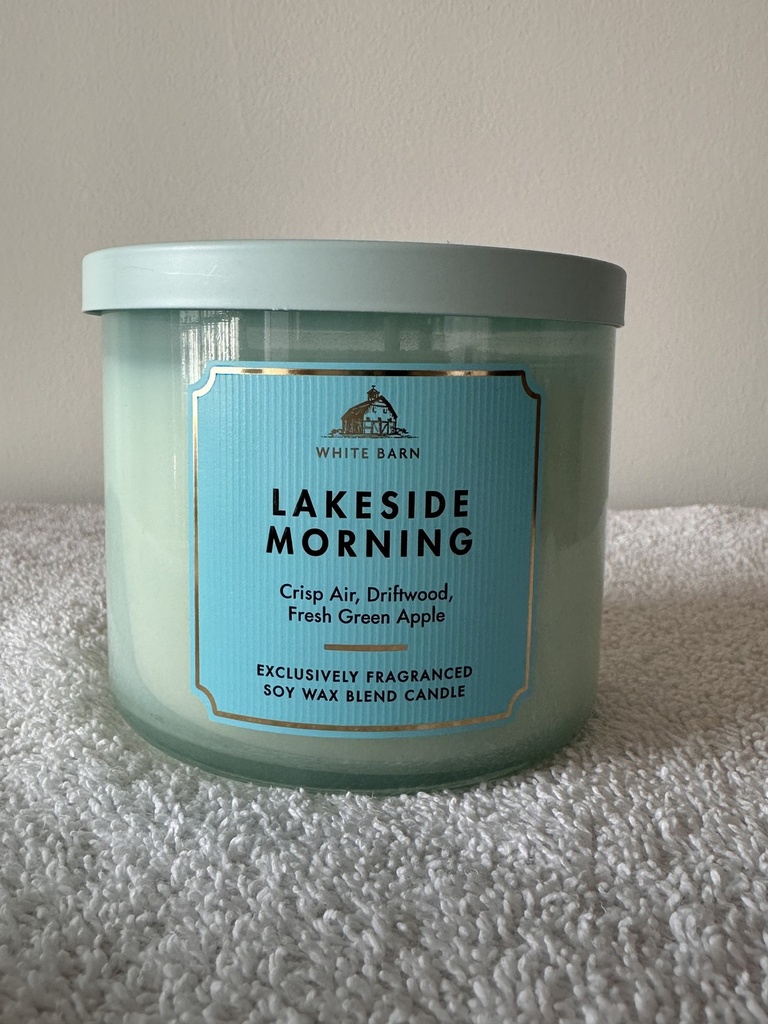 WHITE BARN
LAKESIDE
MORNING
Crisp Air, Driftwood,
Fresh Green Apple
EXCLUSIVELY FRAGRANCED
SOY WAX BLEND CANDLE